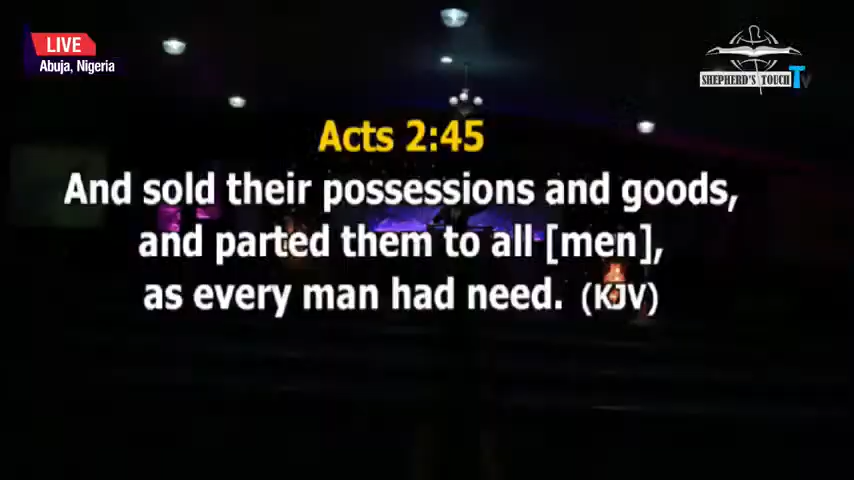 LIVE
Abuja, Nigeria
SHEPHERD'S TOUCH TV
Acts 2:45
And sold their possessions and goods,
and parted them to all [men],
as every man had need. (KJV)